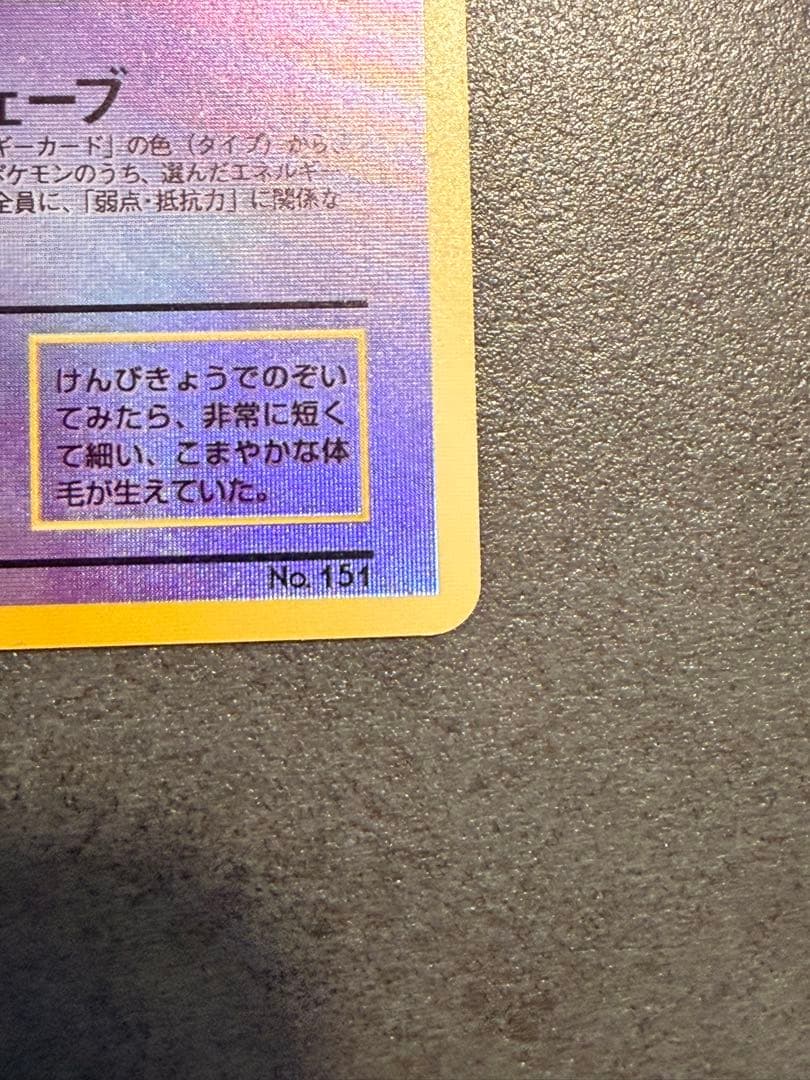 ェーブ
ギーカード」の色(タイプ)から、
ポケモンのうち、選んだエネルギー
全員に、「弱点・抵抗力」に関係な
けんびきょうでのぞい
てみたら、非常に短く
て細い、こまやかな体
毛が生えていた。
No. 151